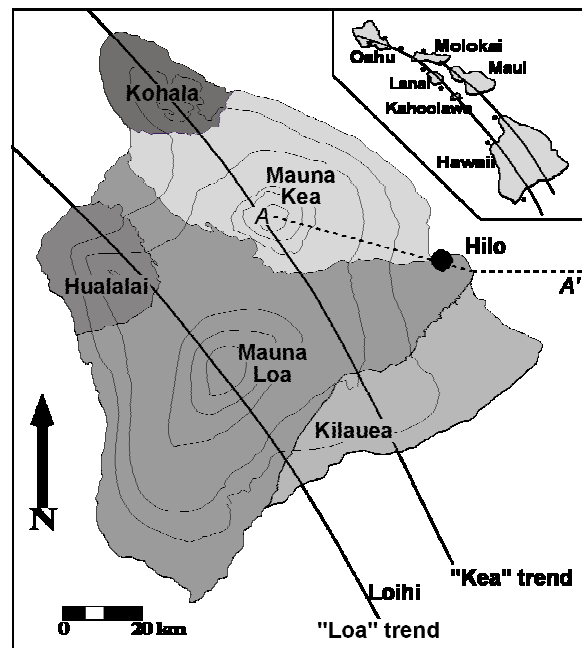 Oahu
Molokai
Maui
Lanai
Kahoolawe
Hawaii
Kohala
Mauna
Kea
A
Hilo
A'
Hualalai
Mauna
Loa
Kilauea
N
Loihi
"Kea" trend
"Loa" trend
0 20 km